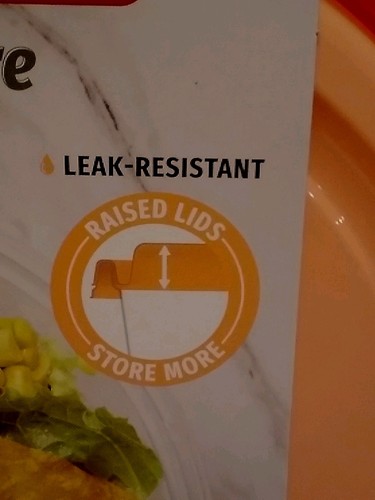 LEAK-RESISTANT
RAISED LIDS
STORE MORE